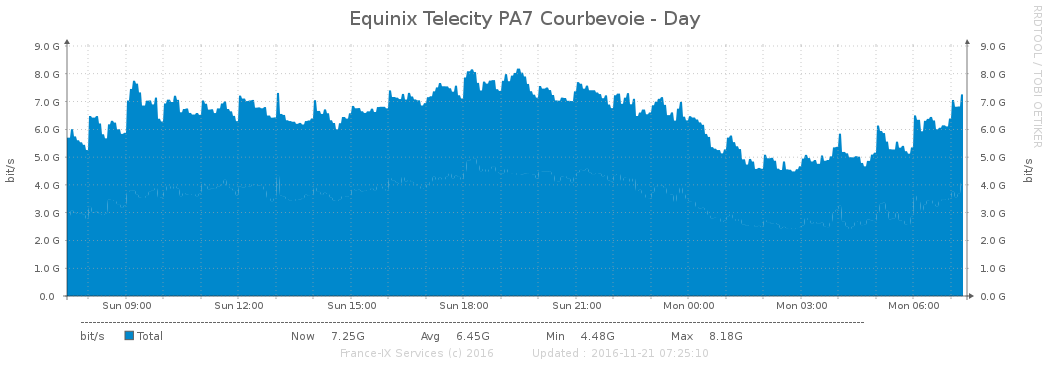 Equinix Telecity PA7 Courbevoie - Day
RRDTOOL / TOBI OETIKER
9.0 G 9.0 G
8.0 G 8.0 G
7.0 G 7.0 G
6.0 G 6.0 G
5.0 G 5.0 G
4.0 G 4.0 G
3.0 G 3.0 G
2.0 G 2.0 G
1.0 G 1.0 G
0.0 0.0 G
bit/s bit/s
Sun 09:00 Sun 12:00 Sun 15:00 Sun 18:00 Sun 21:00 Mon 00:00 Mon 03:00 Mon 06:00
bit/s Total Now 7.25G Avg 6.45G Min 4.48G Max 8.18G
France-IX Services (c) 2016 Updated : 2016-11-21 07:25:10